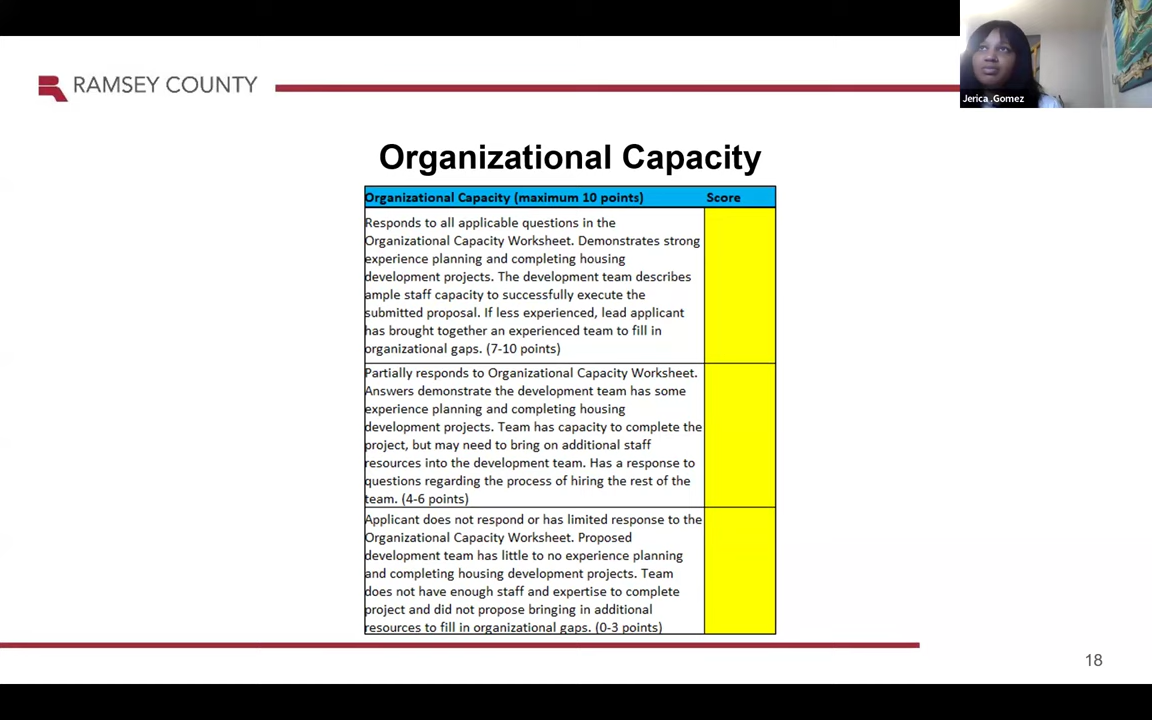 RAMSEY COUNTY
Jerica .Gomez
Organizational Capacity
Organizational Capacity (maximum 10 points) Score
Responds to all applicable questions in the
Organizational Capacity Worksheet. Demonstrates strong
experience planning and completing housing
development projects. The development team describes
ample staff capacity to successfully execute the
submitted proposal. If less experienced, lead applicant
has brought together an experienced team to fill in
organizational gaps. (7-10 points)
Partially responds to Organizational Capacity Worksheet.
Answers demonstrate the development team has some
experience planning and completing housing
development projects. Team has capacity to complete the
project, but may need to bring on additional staff
resources into the development team. Has a response to
questions regarding the process of hiring the rest of the
team. (4-6 points)
Applicant does not respond or has limited response to the
Organizational Capacity Worksheet. Proposed
development team has little to no experience planning
and completing housing development projects. Team
does not have enough staff and expertise to complete
project and did not propose bringing in additional
resources to fill in organizational gaps. (0-3 points)
18